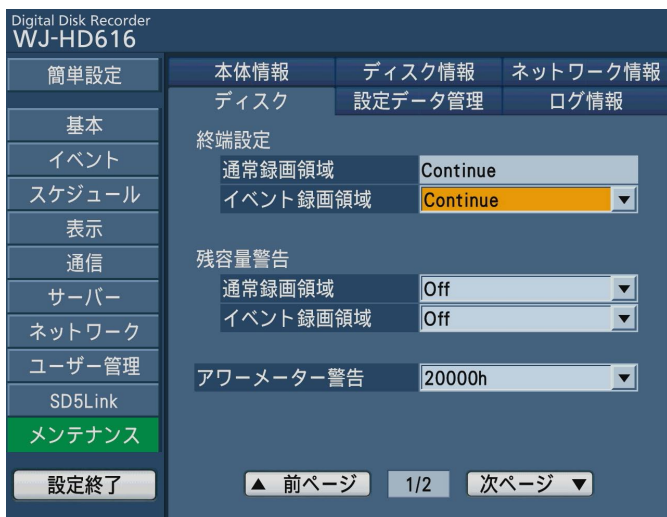 Digital Disk Recorder
WJ-HD616
簡単設定
基本
イベント
スケジュール
表示
通信
サーバー
ネットワーク
ユーザー管理
SD5Link
メンテナンス
設定終了
本体情報 ディスク情報 ネットワーク情報
ディスク 設定データ管理 ログ情報
終端設定
通常録画領域 Continue
イベント録画領域 Continue ▼
残容量警告
通常録画領域 Off ▼
イベント録画領域 Off ▼
アワーメーター警告 20000h ▼
▲ 前ページ 1/2 次ページ ▼